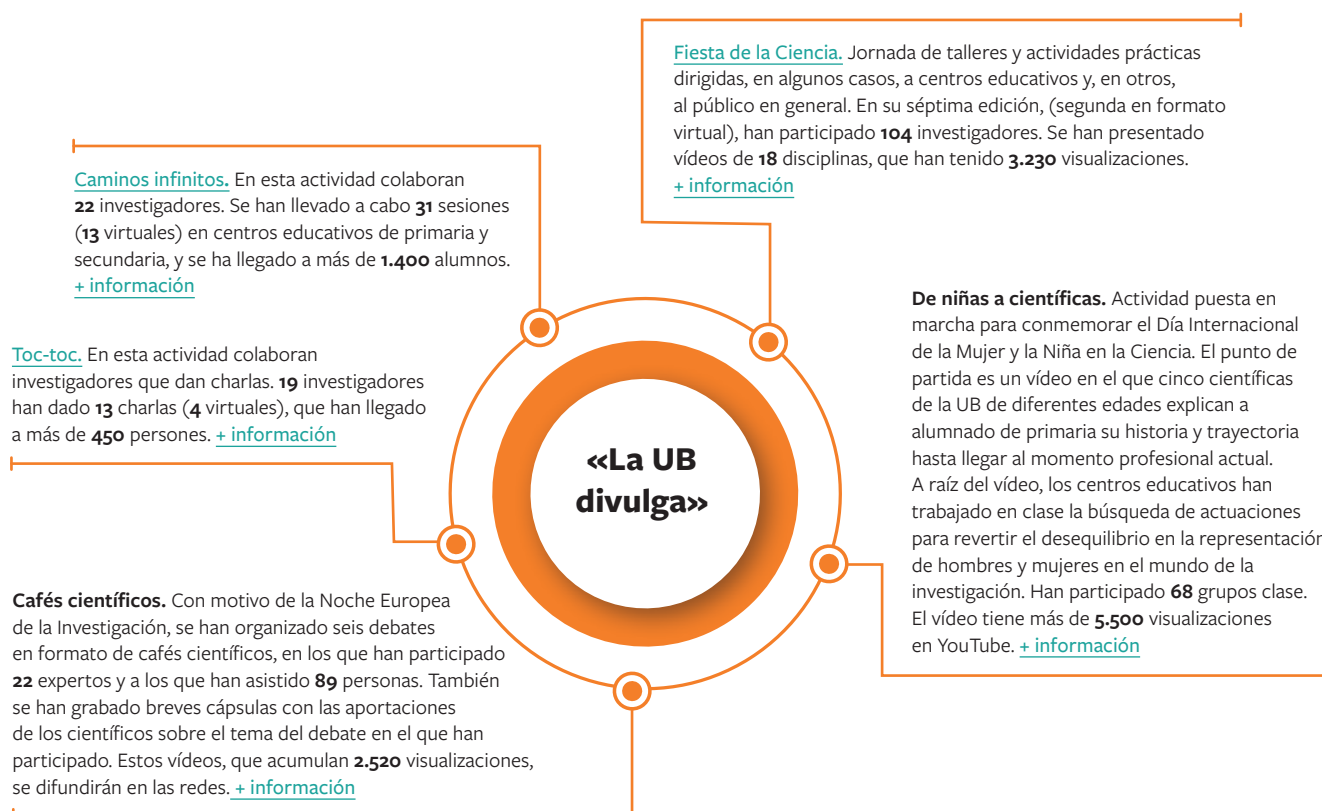 Fiesta de la Ciencia. Jornada de talleres y actividades prácticas
dirigidas, en algunos casos, a centros educativos y, en otros,
al público en general. En su séptima edición, (segunda en formato
virtual), han participado 104 investigadores. Se han presentado
vídeos de 18 disciplinas, que han tenido 3.230 visualizaciones.
+ información
Caminos infinitos. En esta actividad colaboran
22 investigadores. Se han llevado a cabo 31 sesiones
(13 virtuales) en centros educativos de primaria y
secundaria, y se ha llegado a más de 1.400 alumnos.
+ información
Toc-toc. En esta actividad colaboran
investigadores que dan charlas. 19 investigadores
han dado 13 charlas (4 virtuales), que han llegado
a más de 450 persones. + información
«La UB
divulga»
De niñas a científicas. Actividad puesta en
marcha para conmemorar el Día Internacional
de la Mujer y la Niña en la Ciencia. El punto de
partida es un vídeo en el que cinco científicas
de la UB de diferentes edades explican a
alumnado de primaria su historia y trayectoria
hasta llegar al momento profesional actual.
A raíz del vídeo, los centros educativos han
trabajado en clase la búsqueda de actuaciones
para revertir el desequilibrio en la representación
de hombres y mujeres en el mundo de la
investigación. Han participado 68 grupos clase.
El vídeo tiene más de 5.500 visualizaciones
en YouTube. + información
Cafés científicos. Con motivo de la Noche Europea
de la Investigación, se han organizado seis debates
en formato de cafés científicos, en los que han participado
22 expertos y a los que han asistido 89 personas. También
se han grabado breves cápsulas con las aportaciones
de los científicos sobre el tema del debate en el que han
participado. Estos vídeos, que acumulan 2.520 visualizaciones,
se difundirán en las redes. + información